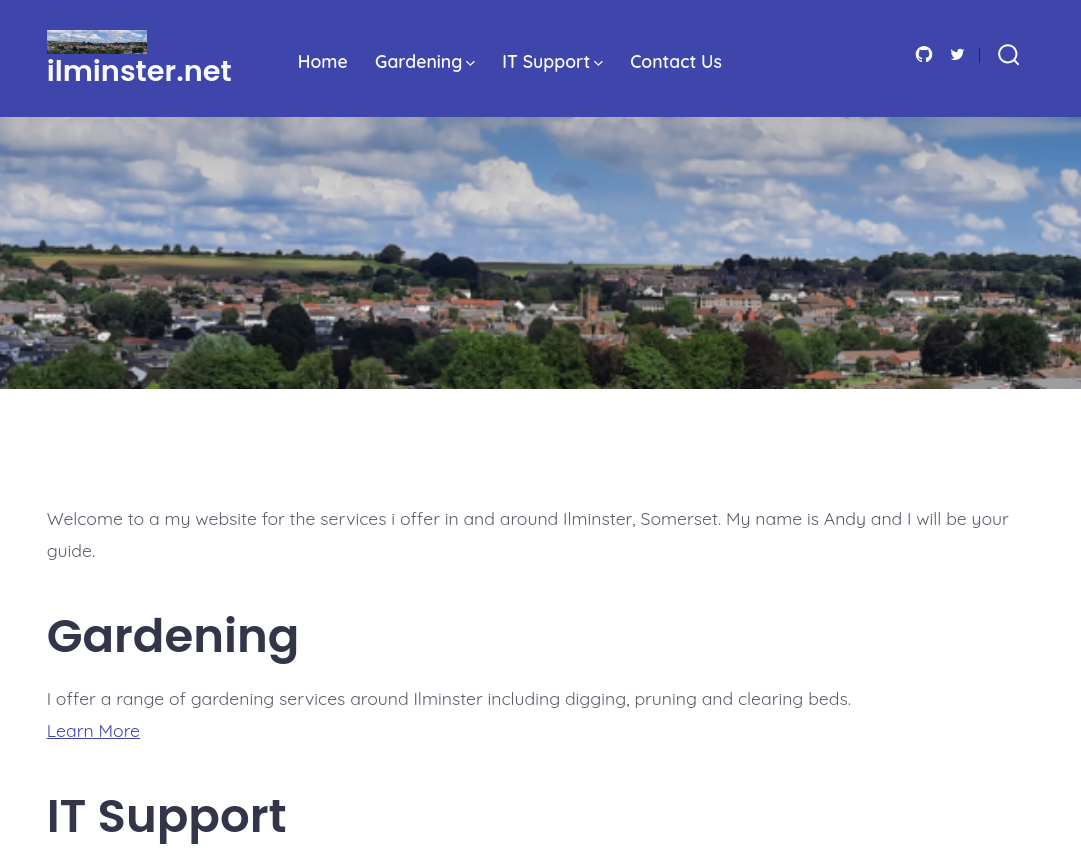 ilminster.net
Home Gardening IT Support Contact Us
Welcome to a my website for the services i offer in and around Ilminster, Somerset. My name is Andy and I will be your
guide.
Gardening
I offer a range of gardening services around Ilminster including digging, pruning and clearing beds.
Learn More
IT Support